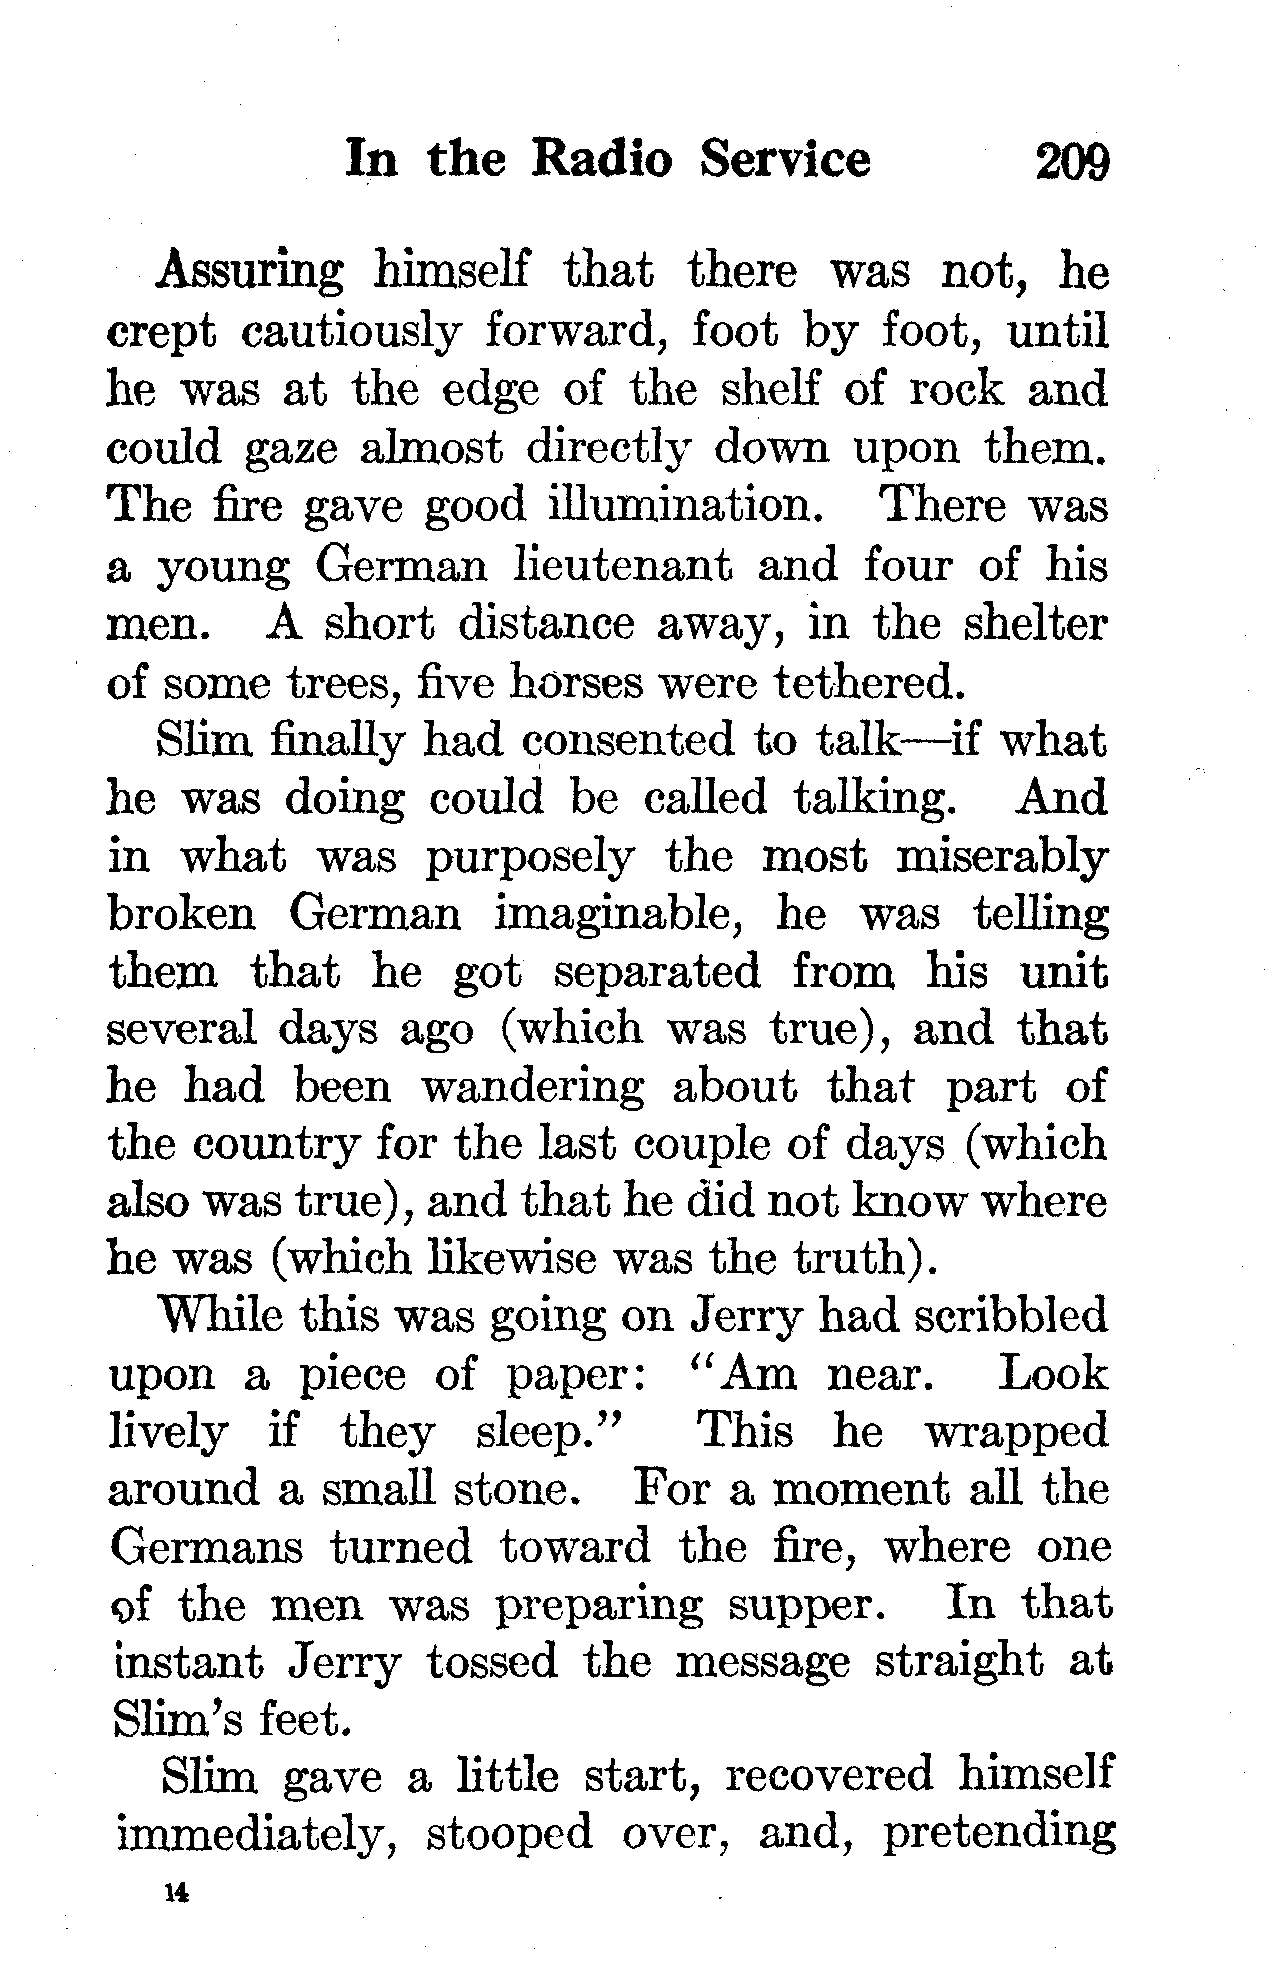 In the Radio Service 209
Assuring himself that there was not, he
crept cautiously forward, foot by foot, until
he was at the edge of the shelf of rock and
could gaze almost directly down upon them.
The fire gave good illumination. There was
a young German lieutenant and four of his
men. A short distance away, in the shelter
of some trees, five horses were tethered.
Slim finally had consented to talk—if what
he was doing could be called talking. And
in what was purposely the most miserably
broken German imaginable, he was telling
them that he got separated from his unit
several days ago (which was true), and that
he had been wandering about that part of
the country for the last couple of days (which
also was true), and that he did not know where
he was (which likewise was the truth).
While this was going on Jerry had scribbled
upon a piece of paper: "Am near. Look
lively if they sleep." This he wrapped
around a small stone. For a moment all the
Germans turned toward the fire, where one
of the men was preparing supper. In that
instant Jerry tossed the message straight at
Slim's feet.
Slim gave a little start, recovered himself
immediately, stooped over, and, pretending
14